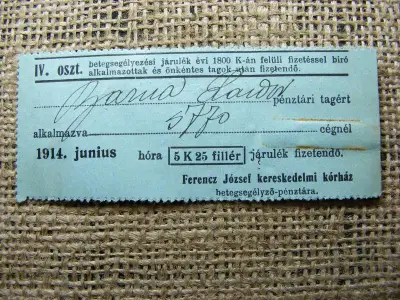 IV. oszt. betegsegélyezési járulék évi 1800 K-án felüli fizetéssel biró
alkalmazottak és önkéntes tagok után fizetendő.
Barna pénztári tagért
alkalmazva 5770 cégnél
1914. junius hóra 5 K 25 fillér járulék fizetendő.
Ferencz József kereskedelmi kórház
betegsegélyző-pénztára.